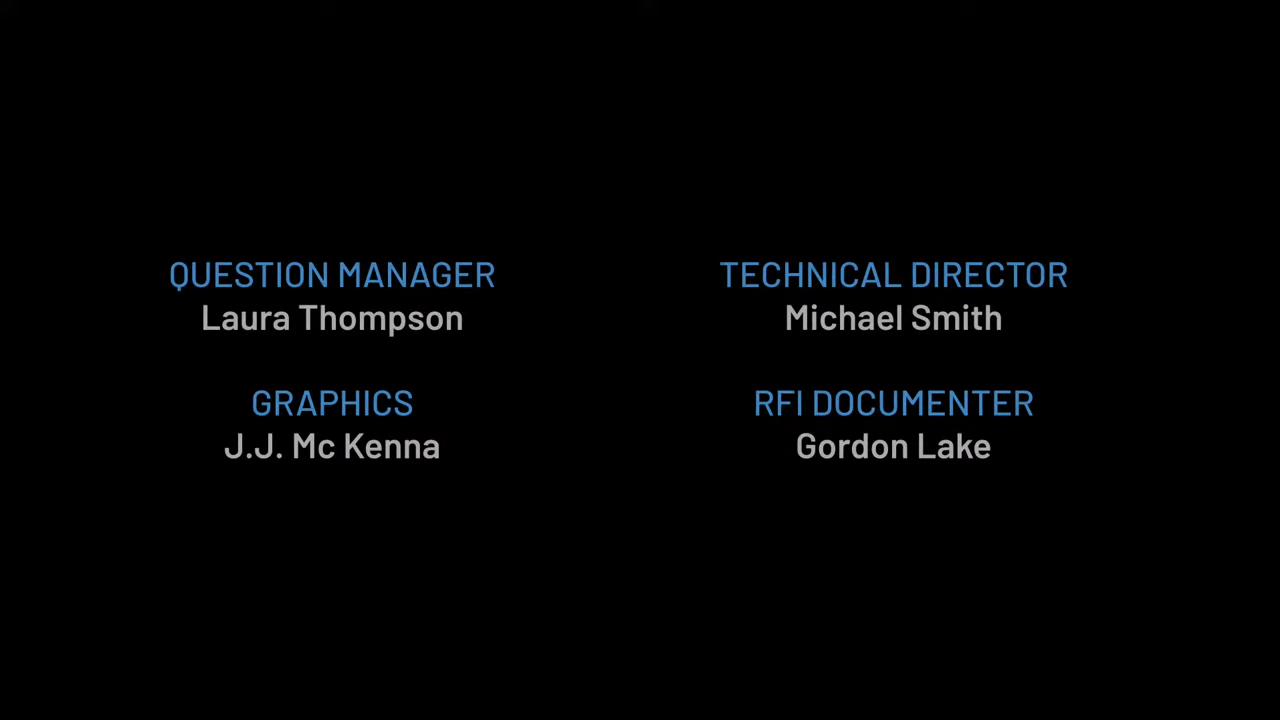 QUESTION MANAGER
Laura Thompson
TECHNICAL DIRECTOR
Michael Smith
GRAPHICS
J.J. Mc Kenna
RFI DOCUMENTER
Gordon Lake